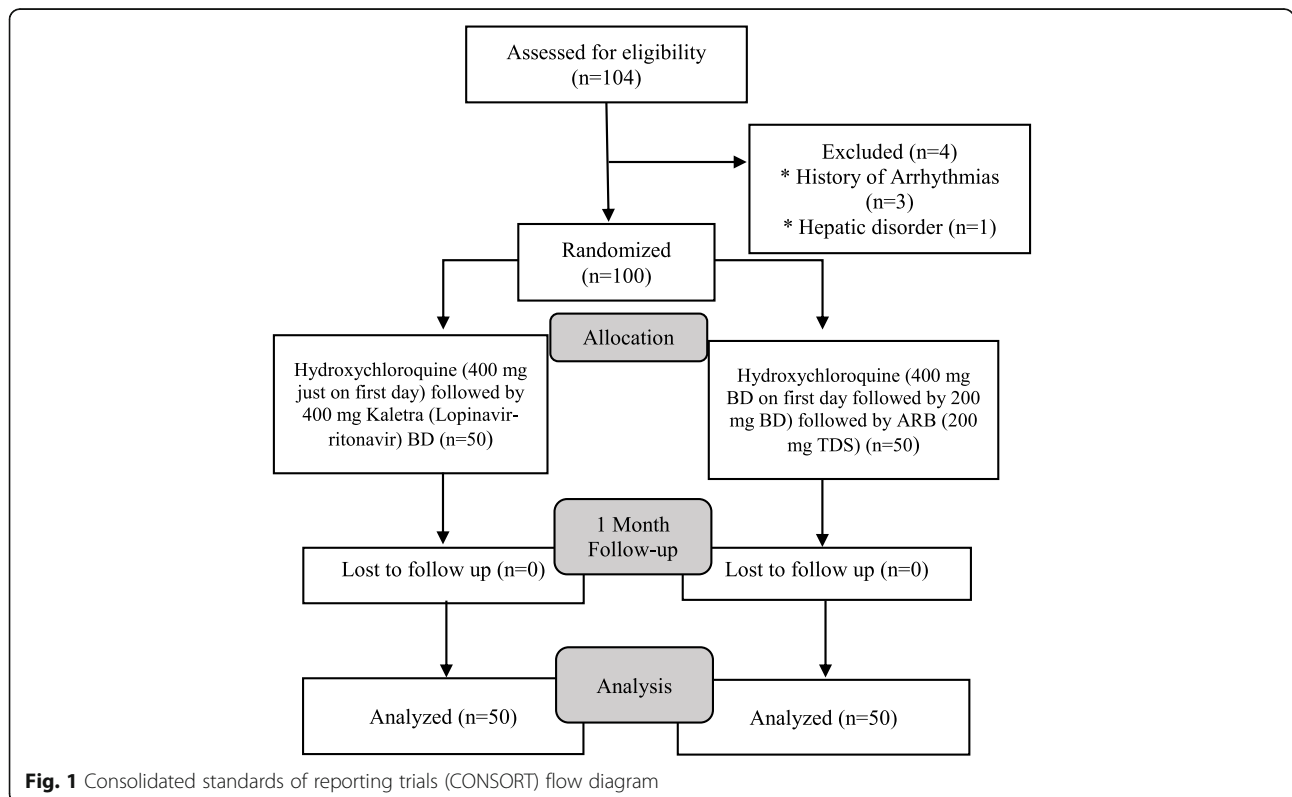 Assessed for eligibility
(n=104)
Excluded (n=4)
* History of Arrhythmias
(n=3)
* Hepatic disorder (n=1)
Randomized
(n=100)
Allocation
Hydroxychloroquine (400 mg
just on first day) followed by
400 mg Kaletra (Lopinavir-
ritonavir) BD (n=50)
Hydroxychloroquine (400 mg
BD on first day followed by 200
mg BD) followed by ARB (200
mg TDS) (n=50)
1 Month
Follow-up
Lost to follow up (n=0)
Lost to follow up (n=0)
Analysis
Analyzed (n=50)
Analyzed (n=50)
Fig. 1 Consolidated standards of reporting trials (CONSORT) flow diagram